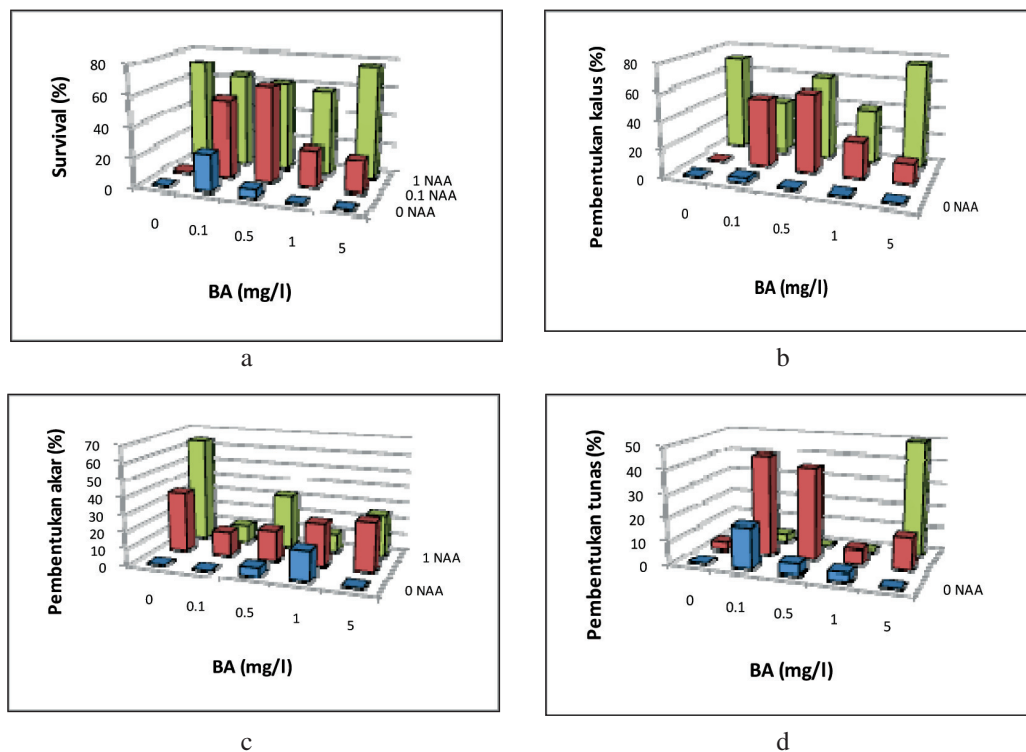 Survival (%)
80
60
40
20
0
0
0.1
0.5
1
5
1 NAA
0.1 NAA
0 NAA
BA (mg/l)
a
Pembentukan kalus (%)
80
60
40
20
0
0
0.1
0.5
1
5
0 NAA
BA (mg/l)
b
Pembentukan akar (%)
70
60
50
40
30
20
10
0
0
0.1
0.5
1
5
1 NAA
0 NAA
BA (mg/l)
c
Pembentukan tunas (%)
50
40
30
20
10
0
0
0.1
0.5
1
5
0 NAA
BA (mg/l)
d